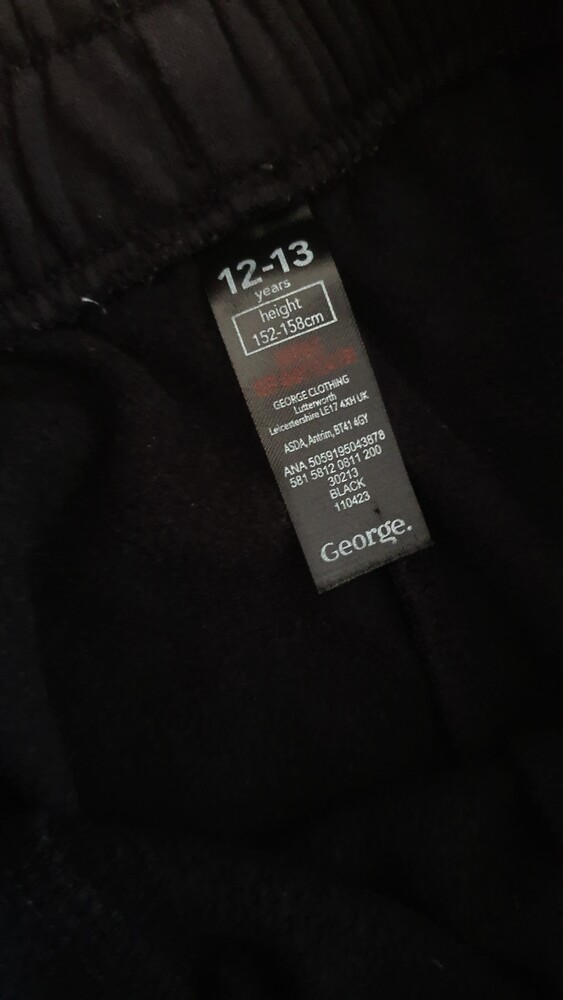 12-13
years
height
152-158cm
GEORGE CLOTHING
Lutterworth
Leicestershire LE17 4XH UK
ASDA, Antrim, BT41 4GY
ANA 5059195043878
581 5812 0811 200
30213
BLACK
110423
George.